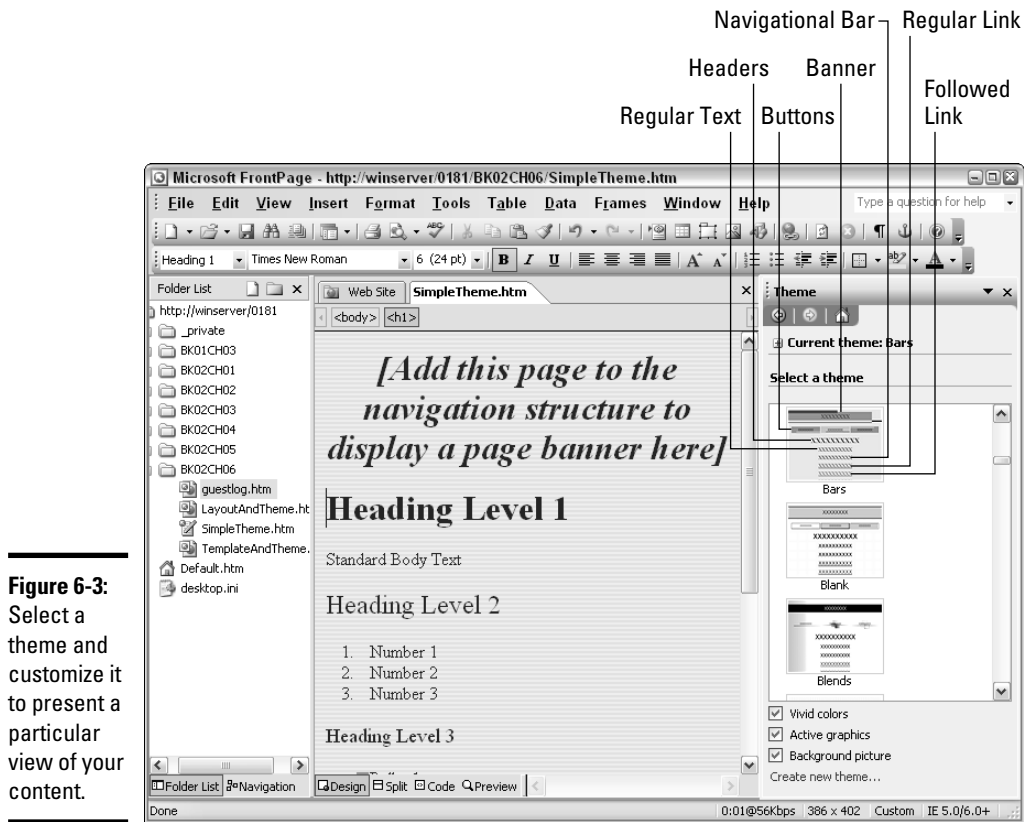 Navigational Bar
Regular Link
Headers
Banner
Followed
Link
Regular Text
Buttons
Microsoft FrontPage - http://winserver/0181/BK02CH06/SimpleTheme.htm
File Edit View Insert Format Tools Table Data Frames Window Help
Type a question for help
Heading 1
Times New Roman
6 (24 pt)
B I U
Folder List
http://winserver/0181
_private
BK01CH03
BK02CH01
BK02CH02
BK02CH03
BK02CH04
BK02CH05
BK02CH06
guestlog.htm
LayoutAndTheme.ht
SimpleTheme.htm
TemplateAndTheme.
Default.htm
desktop.ini
Folder List Navigation
Web Site
SimpleTheme.htm
<body> <h1>
[Add this page to the
navigation structure to
display a page banner here]
Heading Level 1
Standard Body Text
Heading Level 2
1. Number 1
2. Number 2
3. Number 3
Heading Level 3
Design Split Code Preview
Theme
Current theme: Bars
Select a theme
XXXXXXXXXX
Bars
XXXXXXXXXX
Blank
XXXXXXXXXX
Blends
Vivid colors
Active graphics
Background picture
Create new theme...
Done
0:01@56Kbps 386 x 402 Custom IE 5.0/6.0+
Figure 6-3:
Select a
theme and
customize it
to present a
particular
view of your
content.